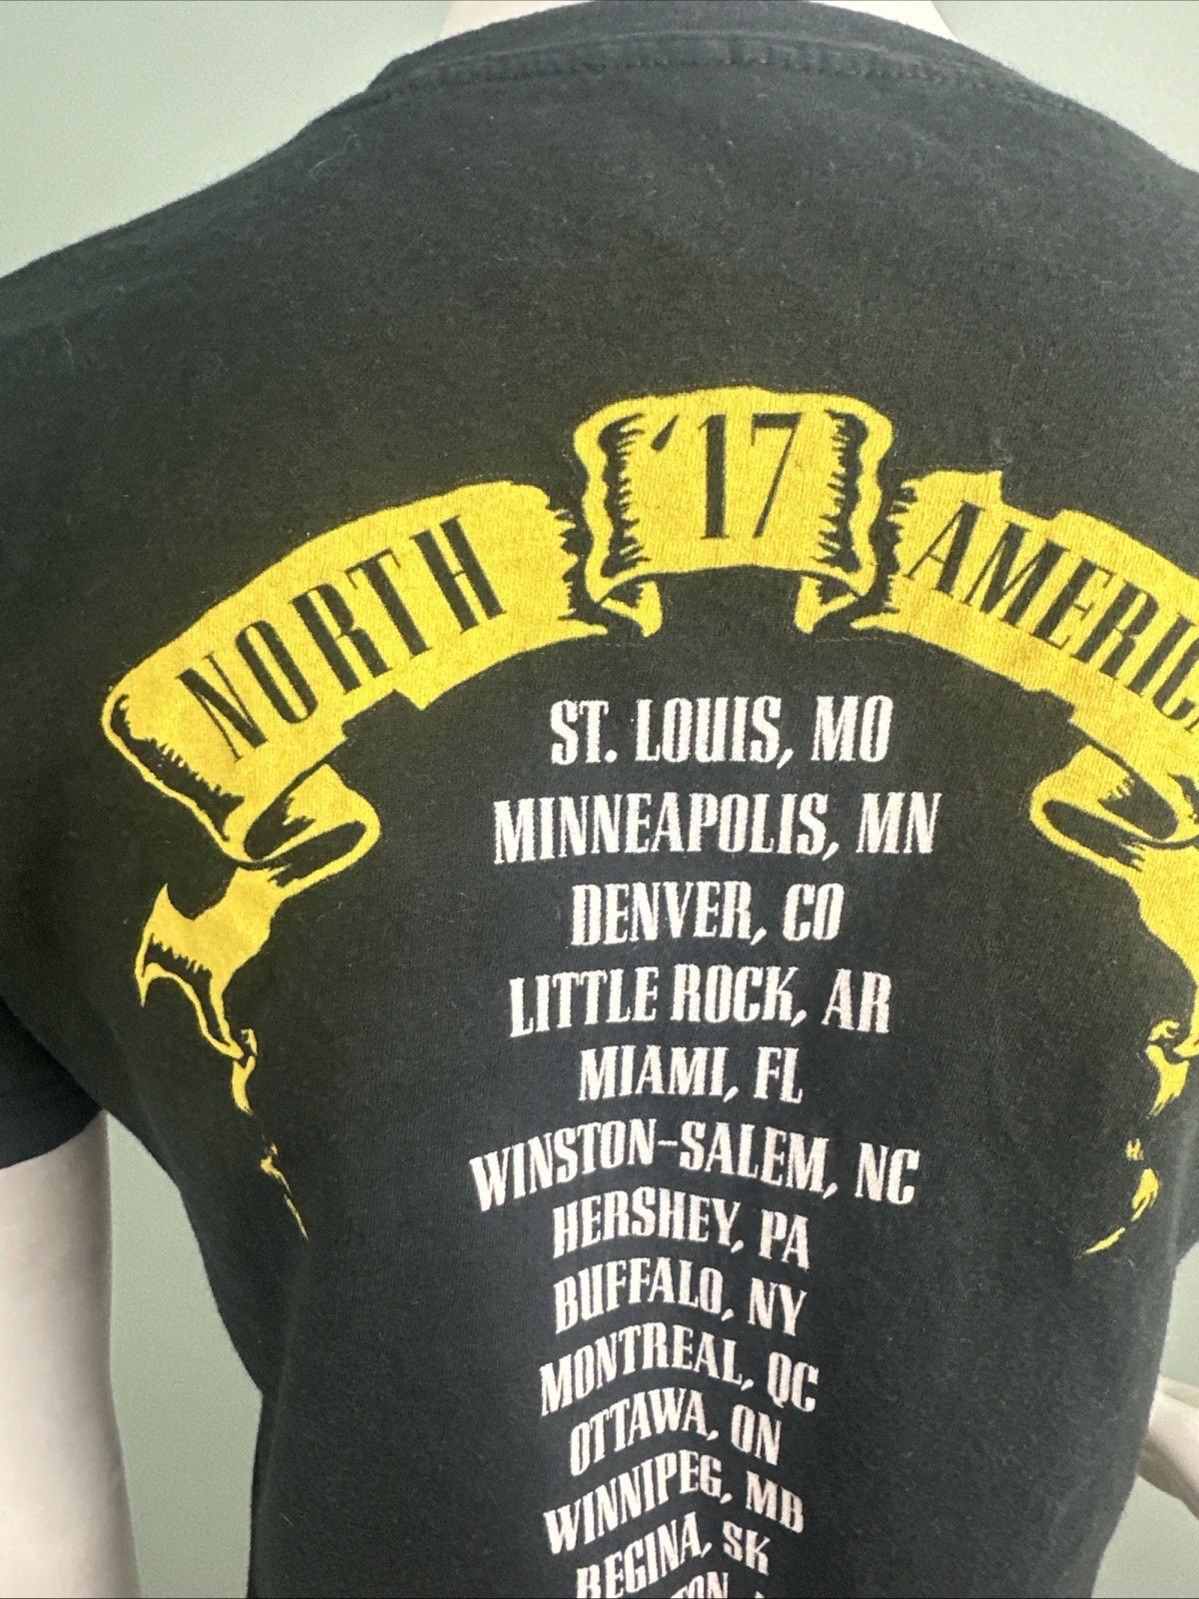 NORTH '17 AMERICA
ST. LOUIS, MO
MINNEAPOLIS, MN
DENVER, CO
LITTLE ROCK, AR
MIAMI, FL
WINSTON-SALEM, NC
HERSHEY, PA
BUFFALO, NY
MONTREAL, QC
OTTAWA, ON
WINNIPEG, MB
REGINA, SK